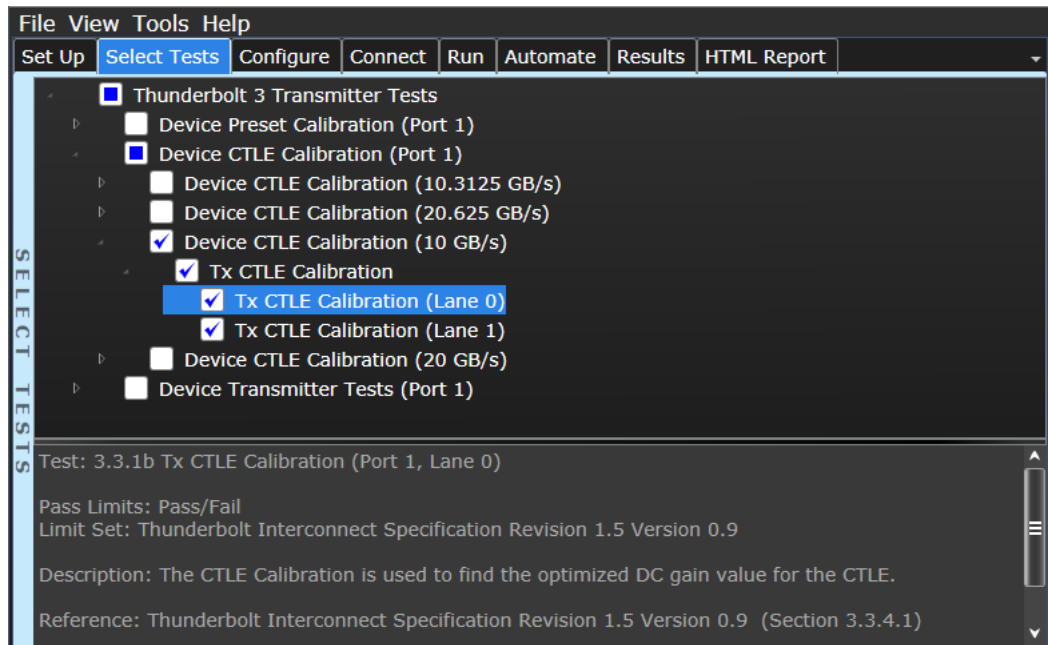 File View Tools Help
Set Up Select Tests Configure Connect Run Automate Results HTML Report
SELECT TESTS
Thunderbolt 3 Transmitter Tests
Device Preset Calibration (Port 1)
Device CTLE Calibration (Port 1)
Device CTLE Calibration (10.3125 GB/s)
Device CTLE Calibration (20.625 GB/s)
Device CTLE Calibration (10 GB/s)
Tx CTLE Calibration
Tx CTLE Calibration (Lane 0)
Tx CTLE Calibration (Lane 1)
Device CTLE Calibration (20 GB/s)
Device Transmitter Tests (Port 1)
Test: 3.3.1b Tx CTLE Calibration (Port 1, Lane 0)
Pass Limits: Pass/Fail
Limit Set: Thunderbolt Interconnect Specification Revision 1.5 Version 0.9
Description: The CTLE Calibration is used to find the optimized DC gain value for the CTLE.
Reference: Thunderbolt Interconnect Specification Revision 1.5 Version 0.9 (Section 3.3.4.1)